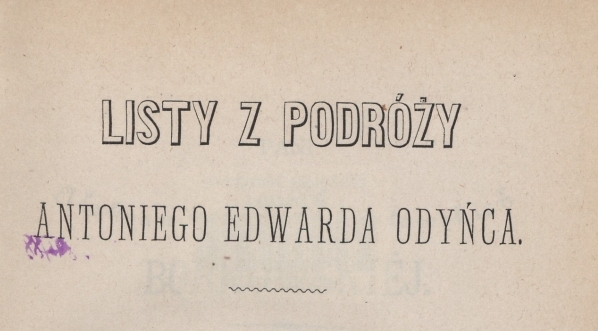 LISTY Z PODRÓŻY
ANTONIEGO EDWARDA ODYŃCA.